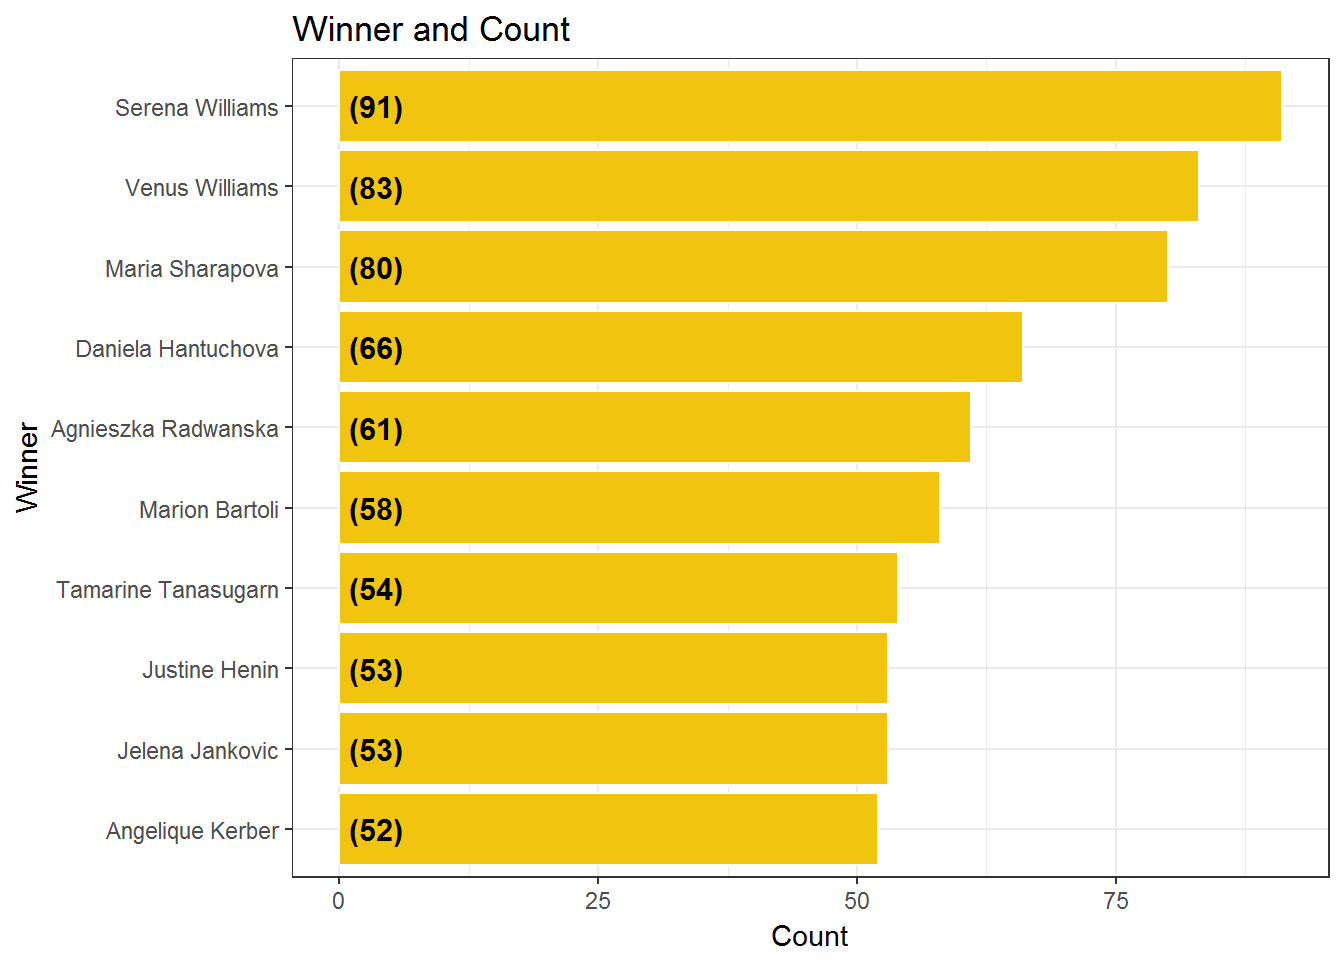 Winner and Count
Serena Williams (91)
Venus Williams (83)
Maria Sharapova (80)
Daniela Hantuchova (66)
Agnieszka Radwanska (61)
Marion Bartoli (58)
Tamarine Tanasugarn (54)
Justine Henin (53)
Jelena Jankovic (53)
Angelique Kerber (52)
Winner
0 25 50 75
Count